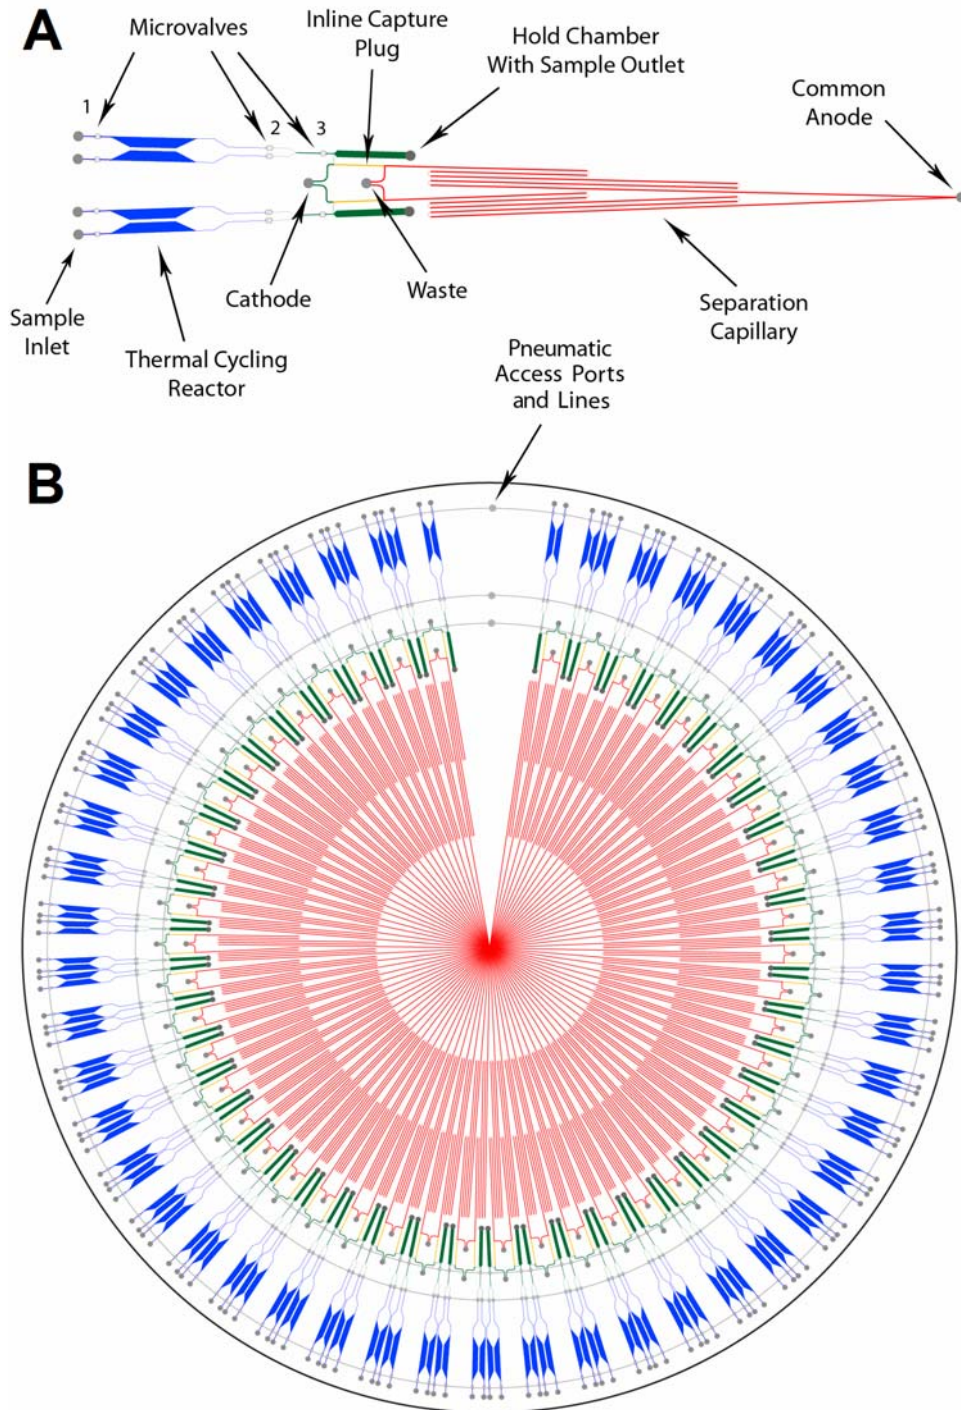 A
Microvalves
Inline Capture
Plug
Hold Chamber
With Sample Outlet
Common
Anode
1
2
3
Sample
Inlet
Thermal Cycling
Reactor
Cathode
Waste
Separation
Capillary
Pneumatic
Access Ports
and Lines
B